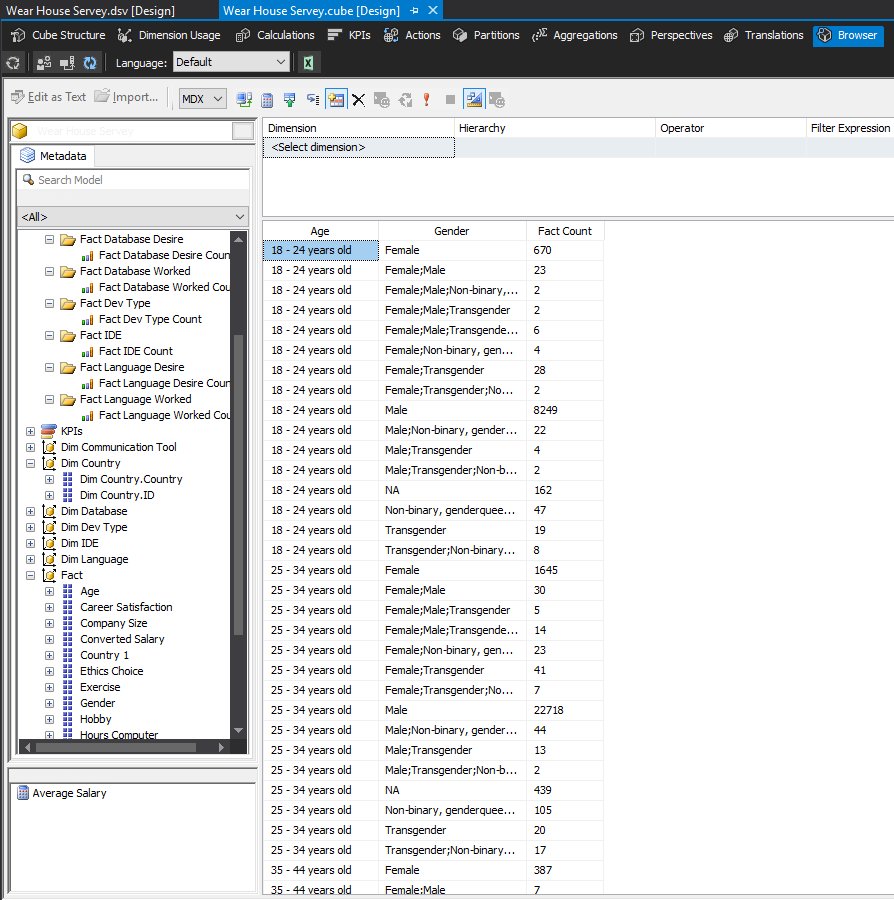 Wear House Servey.dsv [Design]
Wear House Servey.cube [Design]
Cube Structure
Dimension Usage
Calculations
KPIs
Actions
Partitions
Aggregations
Perspectives
Translations
Browser
Language:
Default
Edit as Text
Import...
MDX
Wear House Servey
Metadata
Search Model
<All>
Fact Database Desire
Fact Database Desire Coun
Fact Database Worked
Fact Database Worked Cou
Fact Dev Type
Fact Dev Type Count
Fact IDE
Fact IDE Count
Fact Language Desire
Fact Language Desire Coun
Fact Language Worked
Fact Language Worked Cou
KPIs
Dim Communication Tool
Dim Country
Dim Country.Country
Dim Country.ID
Dim Database
Dim Dev Type
Dim IDE
Dim Language
Fact
Age
Career Satisfaction
Company Size
Converted Salary
Country 1
Ethics Choice
Exercise
Gender
Hobby
Hours Computer
Average Salary
Dimension Hierarchy Operator Filter Expression
<Select dimension>
Age Gender Fact Count
18 - 24 years old Female 670
18 - 24 years old Female;Male 23
18 - 24 years old Female;Male;Non-binary,... 2
18 - 24 years old Female;Male;Transgender 2
18 - 24 years old Female;Male;Transgende... 6
18 - 24 years old Female;Non-binary, gen... 4
18 - 24 years old Female;Transgender 28
18 - 24 years old Female;Transgender;No... 2
18 - 24 years old Male 8249
18 - 24 years old Male;Non-binary, gender... 22
18 - 24 years old Male;Transgender 4
18 - 24 years old Male;Transgender;Non-b... 2
18 - 24 years old NA 162
18 - 24 years old Non-binary, genderquee... 47
18 - 24 years old Transgender 19
18 - 24 years old Transgender;Non-binary... 8
25 - 34 years old Female 1645
25 - 34 years old Female;Male 30
25 - 34 years old Female;Male;Transgender 5
25 - 34 years old Female;Male;Transgende... 14
25 - 34 years old Female;Non-binary, gen... 23
25 - 34 years old Female;Transgender 41
25 - 34 years old Female;Transgender;No... 7
25 - 34 years old Male 22718
25 - 34 years old Male;Non-binary, gender... 44
25 - 34 years old Male;Transgender 13
25 - 34 years old Male;Transgender;Non-b... 2
25 - 34 years old NA 439
25 - 34 years old Non-binary, genderquee... 105
25 - 34 years old Transgender 20
25 - 34 years old Transgender;Non-binary... 17
35 - 44 years old Female 387
35 - 44 years old Female;Male 7